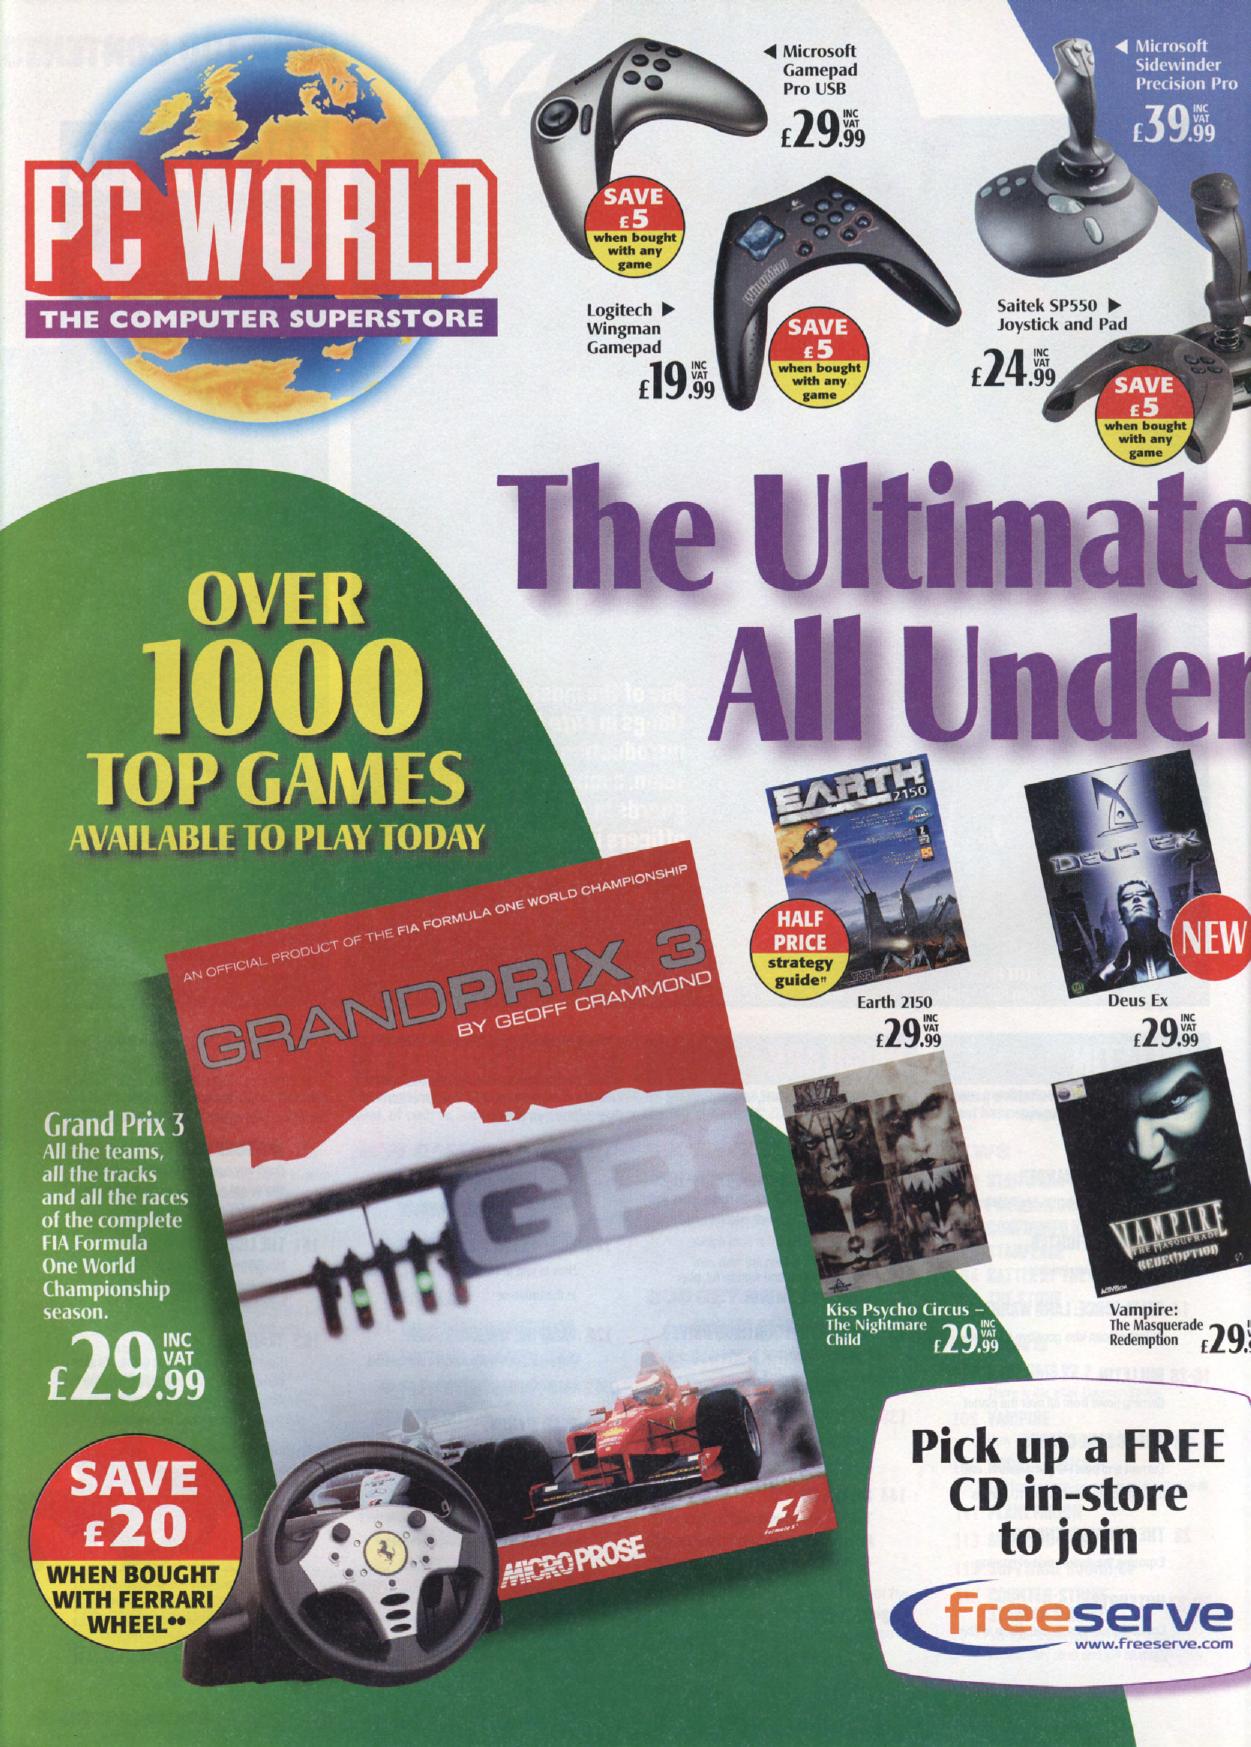 PC WORLD
THE COMPUTER SUPERSTORE
◄ Microsoft
Gamepad
Pro USB
£29.99 INC VAT
SAVE
£5
when bought
with any
game
Logitech ►
Wingman
Gamepad
£19.99 INC VAT
Wingman
SAVE
£5
when bought
with any
game
◄ Microsoft
Sidewinder
Precision Pro
£39.99 INC VAT
Saitek SP550 ►
Joystick and Pad
£24.99 INC VAT
SAVE
£5
when bought
with any
game
The Ultimate
All Under
OVER
1000
TOP GAMES
AVAILABLE TO PLAY TODAY
EARTH
2150
HALF
PRICE
strategy
guide††
Earth 2150
£29.99 INC VAT
DEUS EX
NEW
Deus Ex
£29.99 INC VAT
AN OFFICIAL PRODUCT OF THE FIA FORMULA ONE WORLD CHAMPIONSHIP
GRANDPRIX 3
BY GEOFF CRAMMOND
GP
F1
Formula 1
MICROPROSE
Grand Prix 3
All the teams,
all the tracks
and all the races
of the complete
FIA Formula
One World
Championship
season.
£29.99 INC VAT
SAVE
£20
WHEN BOUGHT
WITH FERRARI
WHEEL••
KISS
Kiss Psycho Circus –
The Nightmare
Child
£29.99 INC VAT
VAMPIRE
THE MASQUERADE
REDEMPTION
ACTIVISION
Vampire:
The Masquerade
Redemption
£29.
Pick up a FREE
CD in-store
to join
freeserve
www.freeserve.com